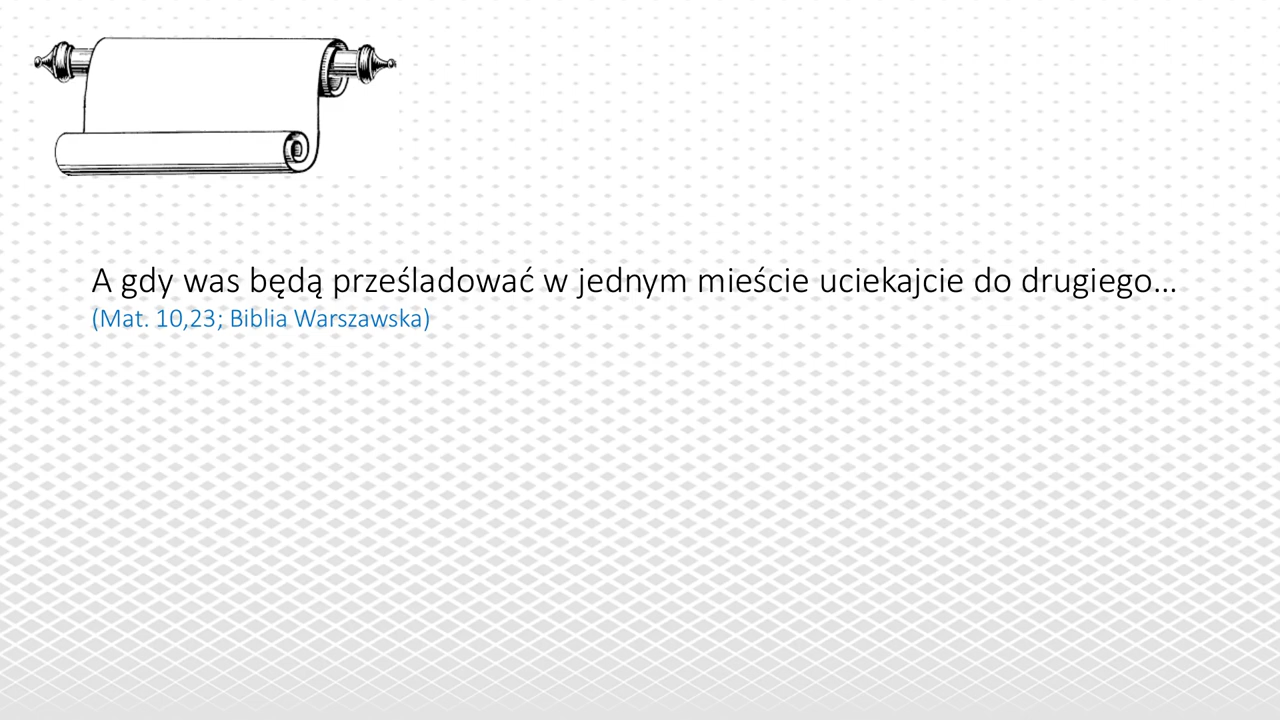 A gdy was będą prześladować w jednym mieście uciekajcie do drugiego…
(Mat. 10,23; Biblia Warszawska)